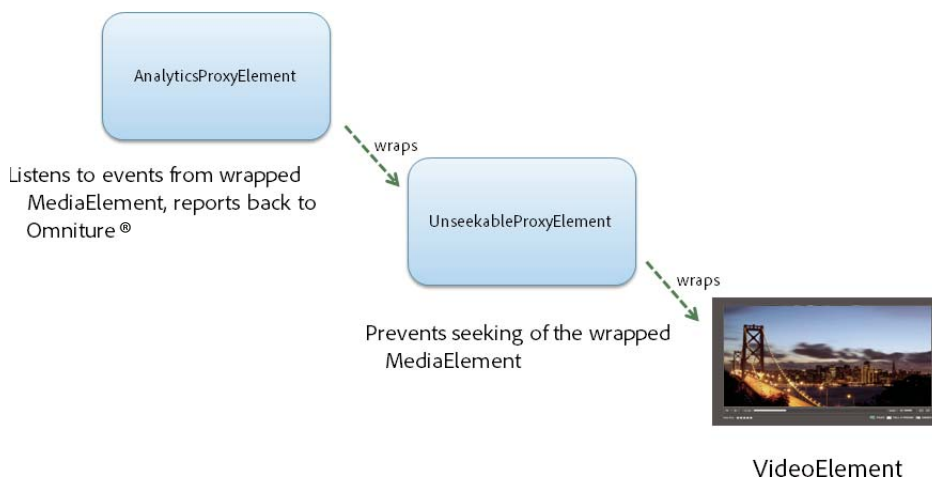 AnalyticsProxyElement
wraps
Listens to events from wrapped
MediaElement, reports back to
Omniture ®
UnseekableProxyElement
wraps
Prevents seeking of the wrapped
MediaElement
VideoElement